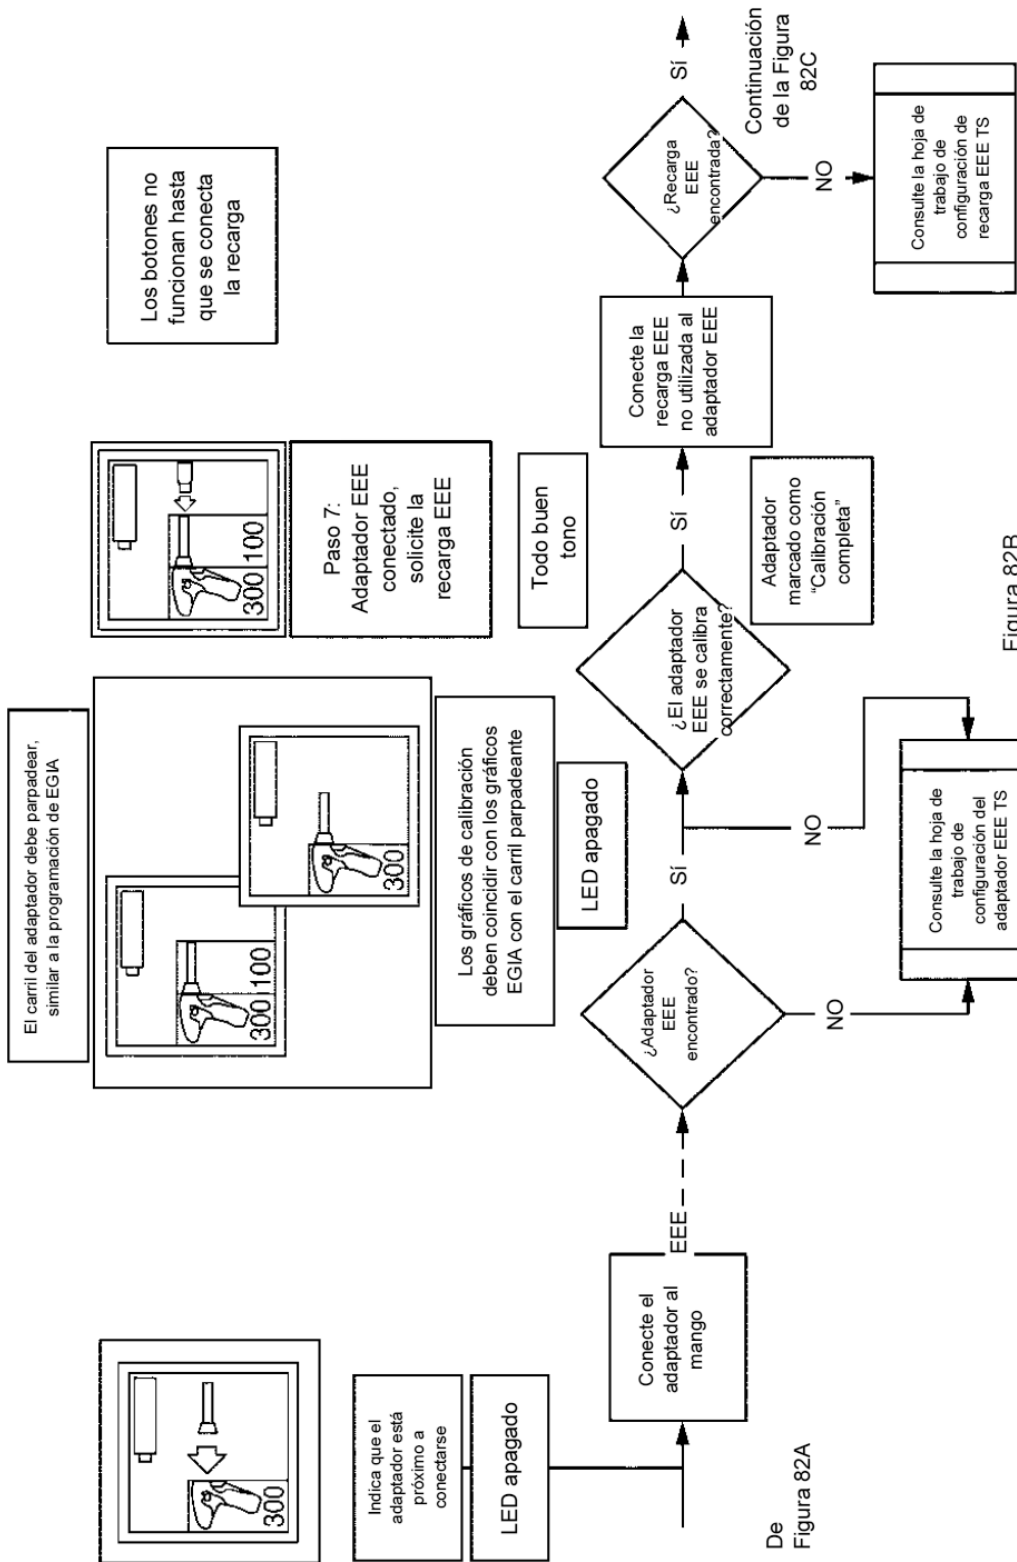 El carril del adaptador debe parpadear,
similar a la programación de EGIA
300
300
100
300
300
100
Indica que el
adaptador está
próximo a
conectarse
LED apagado
Los gráficos de calibración
deben coincidir con los gráficos
EGIA con el carril parpadeante
LED apagado
Paso 7:
Adaptador EEE
conectado,
solicite la
recarga EEE
Todo buen
tono
Los botones no
funcionan hasta
que se conecta
la recarga
De
Figura 82A
Conecte el
adaptador al
mango
EEE
¿Adaptador
EEE
encontrado?
SÍ
NO
¿El adaptador
EEE se calibra
correctamente?
SÍ
NO
Consulte la hoja de
trabajo de
configuración del
adaptador EEE TS
Adaptador
marcado como
“Calibración
completa”
Conecte la
recarga EEE
no utilizada al
adaptador EEE
¿Recarga
EEE
encontrada?
SÍ
Continuación
de la Figura
82C
NO
Consulte la hoja de
trabajo de
configuración de
recarga EEE TS
Figura 82B